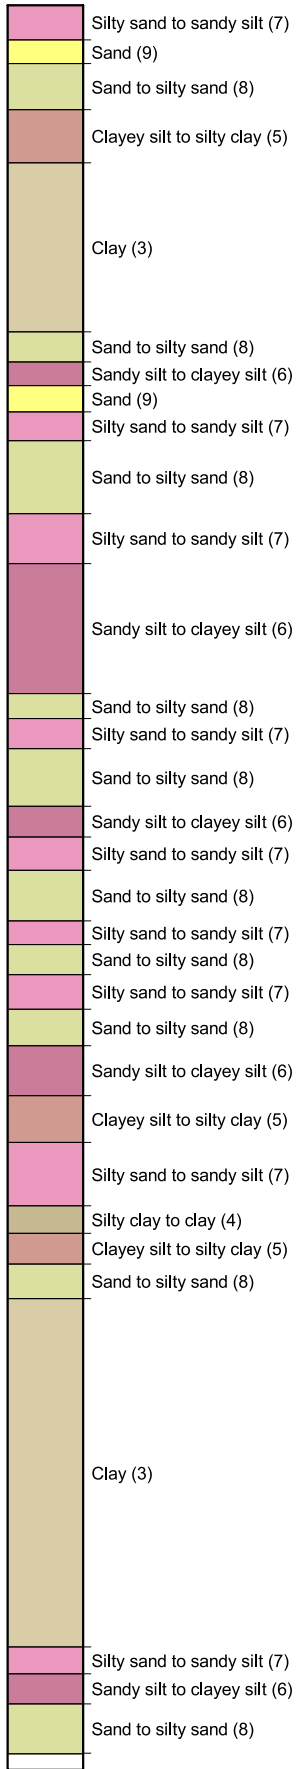 Silty sand to sandy silt (7)
Sand (9)
Sand to silty sand (8)
Clayey silt to silty clay (5)
Clay (3)
Sand to silty sand (8)
Sandy silt to clayey silt (6)
Sand (9)
Silty sand to sandy silt (7)
Sand to silty sand (8)
Silty sand to sandy silt (7)
Sandy silt to clayey silt (6)
Sand to silty sand (8)
Silty sand to sandy silt (7)
Sand to silty sand (8)
Sandy silt to clayey silt (6)
Silty sand to sandy silt (7)
Sand to silty sand (8)
Silty sand to sandy silt (7)
Sand to silty sand (8)
Silty sand to sandy silt (7)
Sand to silty sand (8)
Sandy silt to clayey silt (6)
Clayey silt to silty clay (5)
Silty sand to sandy silt (7)
Silty clay to clay (4)
Clayey silt to silty clay (5)
Sand to silty sand (8)
Clay (3)
Silty sand to sandy silt (7)
Sandy silt to clayey silt (6)
Sand to silty sand (8)